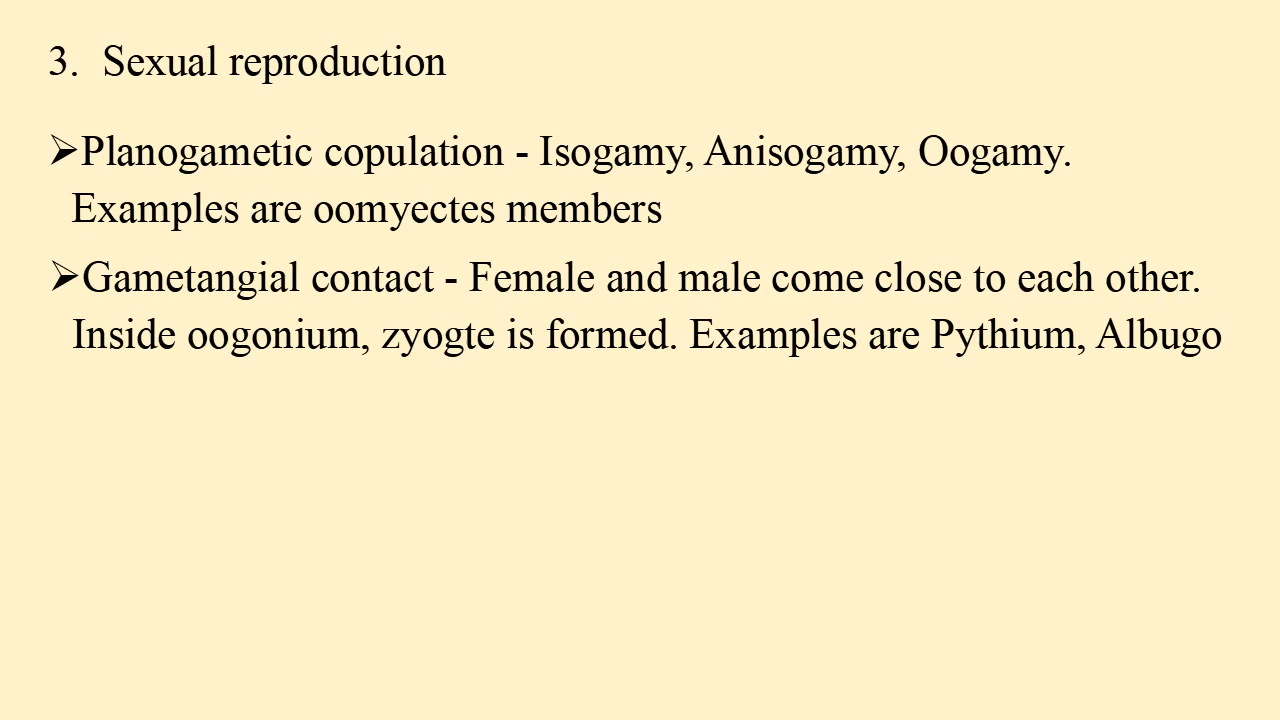 3. Sexual reproduction
➢Planogametic copulation - Isogamy, Anisogamy, Oogamy.
Examples are oomyectes members
➢Gametangial contact - Female and male come close to each other.
Inside oogonium, zyogte is formed. Examples are Pythium, Albugo